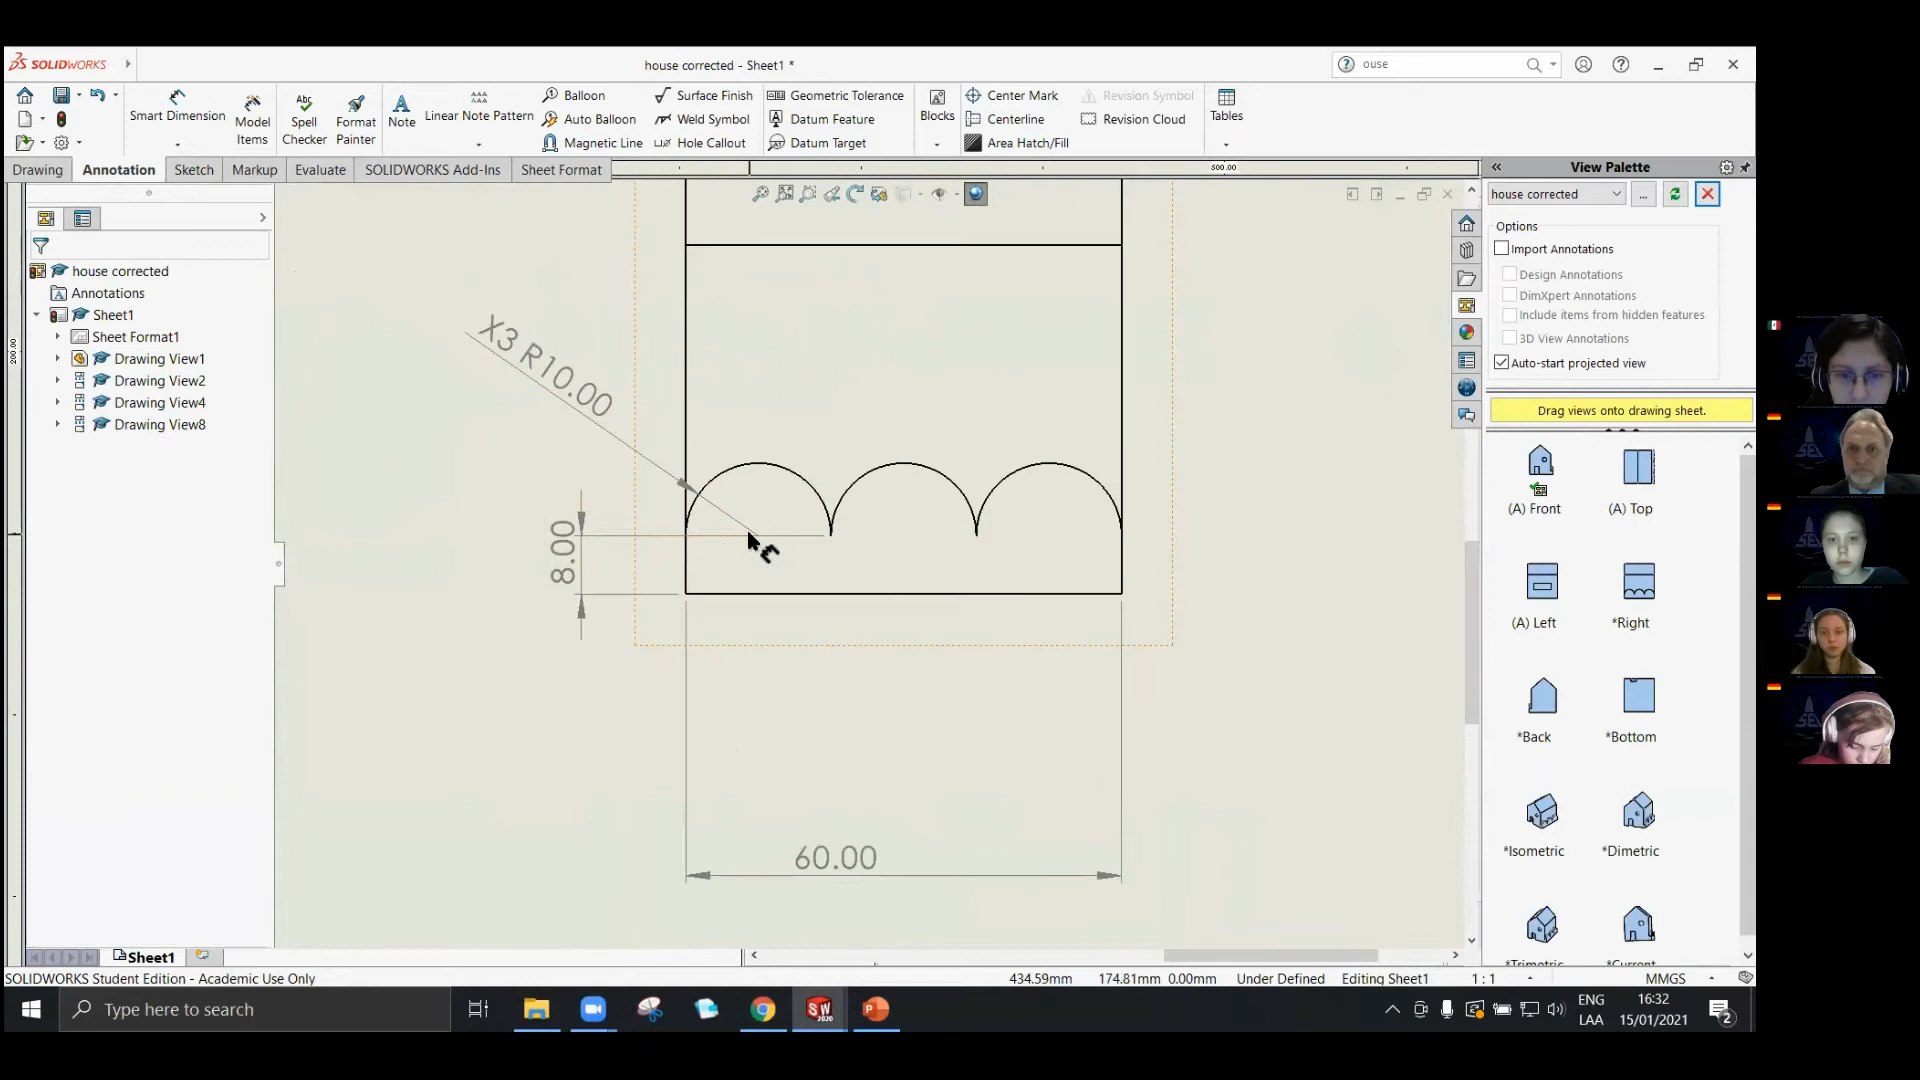 SOLIDWORKS
house corrected - Sheet1 *
ouse
Smart Dimension
Model Items
Spell Checker
Format Painter
Note
Linear Note Pattern
Balloon
Auto Balloon
Magnetic Line
Surface Finish
Weld Symbol
Hole Callout
Geometric Tolerance
Datum Feature
Datum Target
Blocks
Center Mark
Centerline
Area Hatch/Fill
Revision Symbol
Revision Cloud
Tables
Drawing
Annotation
Sketch
Markup
Evaluate
SOLIDWORKS Add-Ins
Sheet Format
500.00
200.00
house corrected
Annotations
Sheet1
Sheet Format1
Drawing View1
Drawing View2
Drawing View4
Drawing View8
X3 R10.00
8.00
60.00
View Palette
house corrected
...
Options
Import Annotations
Design Annotations
DimXpert Annotations
Include items from hidden features
3D View Annotations
Auto-start projected view
Drag views onto drawing sheet.
(A) Front
(A) Top
(A) Left
*Right
*Back
*Bottom
*Isometric
*Dimetric
*Trimetric
*Current
Sheet1
SOLIDWORKS Student Edition - Academic Use Only
434.59mm
174.81mm
0.00mm
Under Defined
Editing Sheet1
1 : 1
MMGS
Type here to search
ENG
LAA
16:32
15/01/2021
2